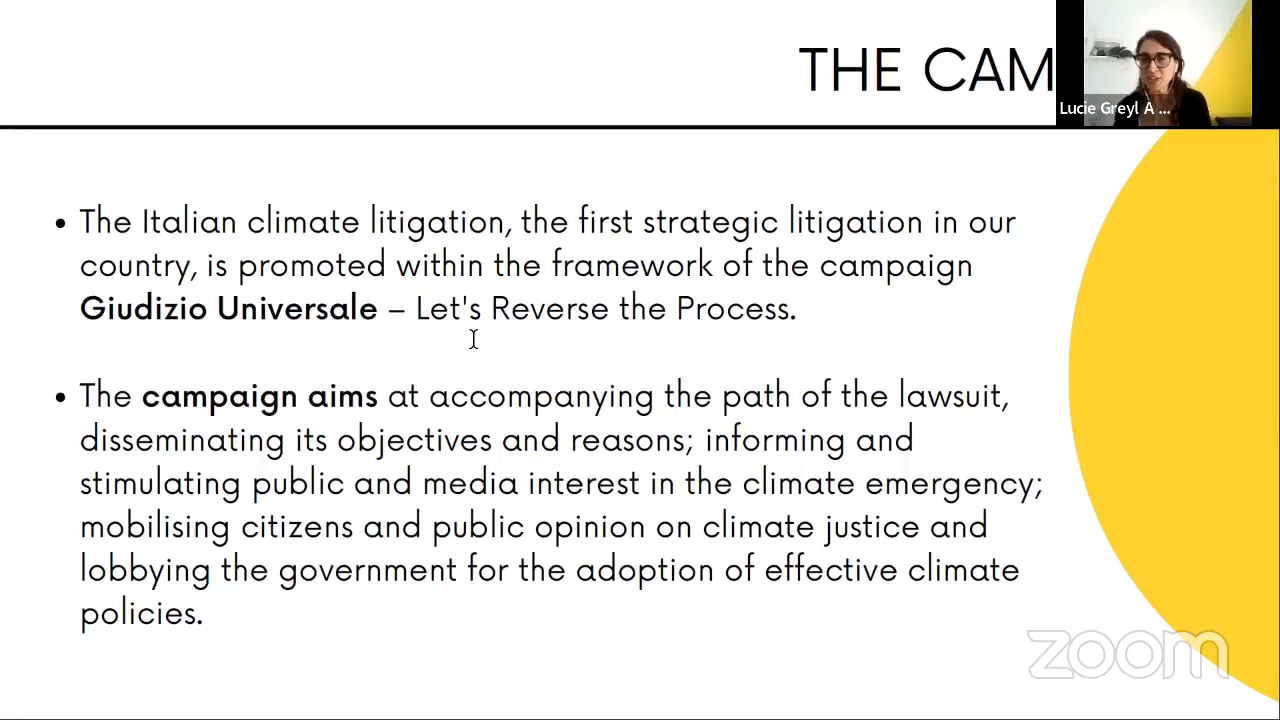 THE CAM
Lucie Greyl A ...
• The Italian climate litigation, the first strategic litigation in our
country, is promoted within the framework of the campaign
Giudizio Universale – Let's Reverse the Process.
• The campaign aims at accompanying the path of the lawsuit,
disseminating its objectives and reasons; informing and
stimulating public and media interest in the climate emergency;
mobilising citizens and public opinion on climate justice and
lobbying the government for the adoption of effective climate
policies.
zoom